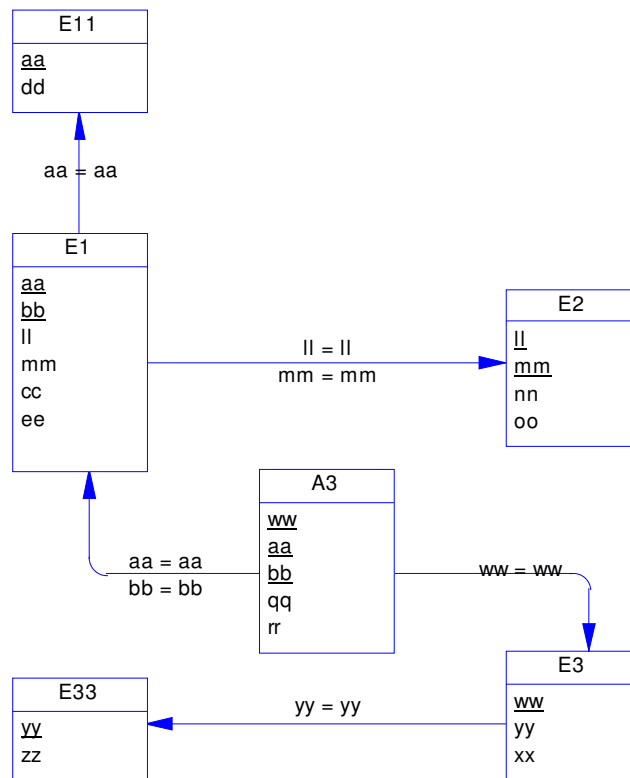 E11
aa
dd
aa = aa
E1
aa
bb
ll
mm
cc
ee
ll = ll
mm = mm
E2
ll
mm
nn
oo
A3
ww
aa
bb
qq
rr
aa = aa
bb = bb
ww = ww
E3
ww
yy
xx
yy = yy
E33
yy
zz